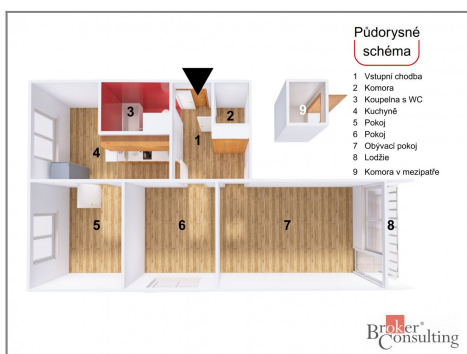 Půdorysné
schéma
1 Vstupní chodba
2 Komora
3 Koupelna s WC
4 Kuchyně
5 Pokoj
6 Pokoj
7 Obývací pokoj
8 Lodžie
9 Komora v mezipatře
9
3
2
1
4
5
6
7
8
Broker
Consulting